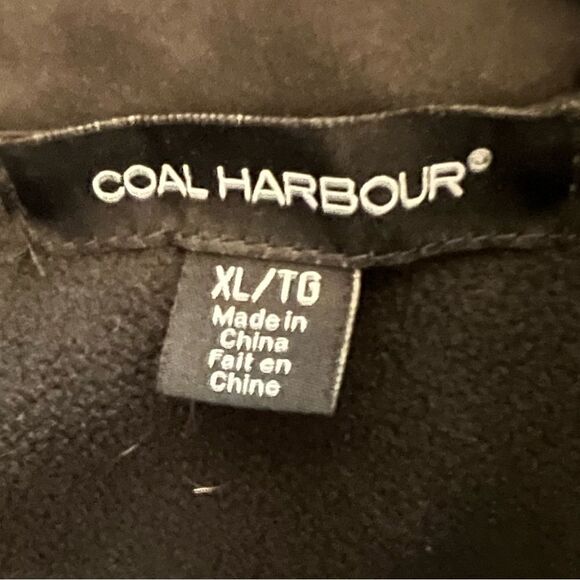 COAL HARBOUR®
XL/TG
Made in
China
Fait en
Chine